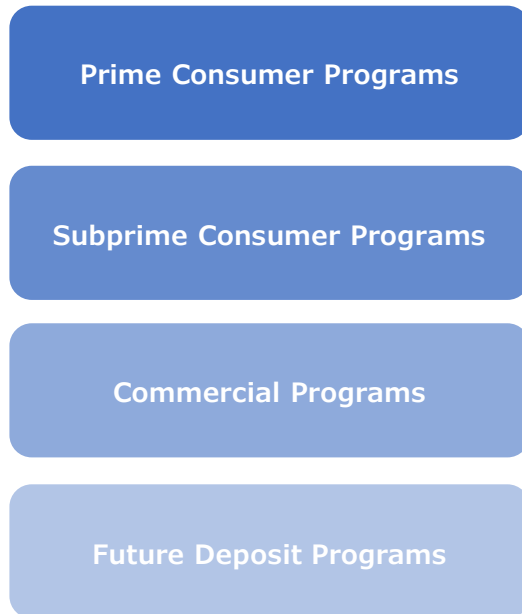 Prime Consumer Programs
Subprime Consumer Programs
Commercial Programs
Future Deposit Programs